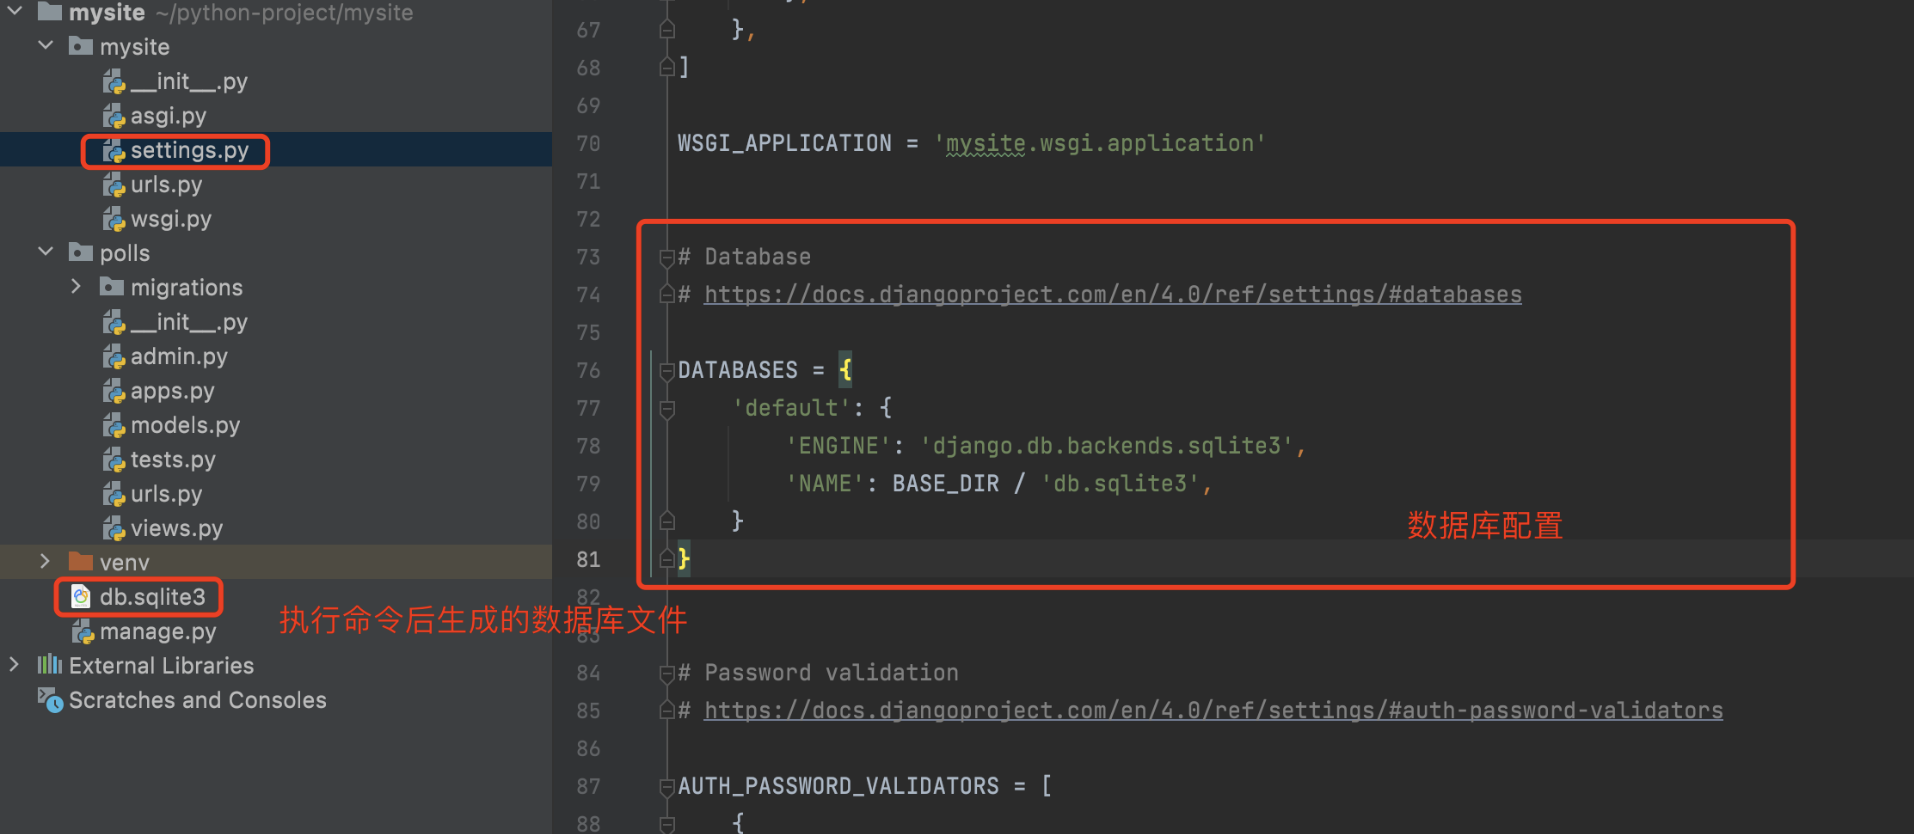 mysite ~/python-project/mysite
mysite
__init__.py
asgi.py
settings.py
urls.py
wsgi.py
polls
migrations
__init__.py
admin.py
apps.py
models.py
tests.py
urls.py
views.py
venv
db.sqlite3
执行命令后生成的数据库文件
manage.py
External Libraries
Scratches and Consoles
67 },
68 ]
69
70 WSGI_APPLICATION = 'mysite.wsgi.application'
71
72
73 # Database
74 # https://docs.djangoproject.com/en/4.0/ref/settings/#databases
75
76 DATABASES = {
77 'default': {
78 'ENGINE': 'django.db.backends.sqlite3',
79 'NAME': BASE_DIR / 'db.sqlite3',
80 }
数据库配置
81 }
82
83
84 # Password validation
85 # https://docs.djangoproject.com/en/4.0/ref/settings/#auth-password-validators
86
87 AUTH_PASSWORD_VALIDATORS = [
88 {